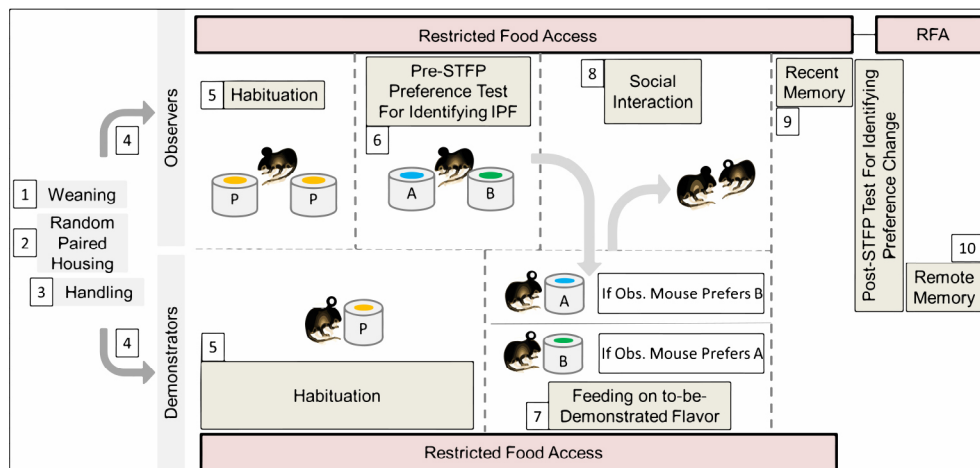 Restricted Food Access
RFA
Observers
4
5
Habituation
P
P
Pre-STFP
Preference Test
For Identifying IPF
6
A
B
8
Social
Interaction
Recent
Memory
9
Post-STFP Test For Identifying
Preference Change
10
Remote
Memory
1
Weaning
2
Random
Paired
Housing
3
Handling
4
Demonstrators
5
P
Habituation
A
If Obs. Mouse Prefers B
B
If Obs. Mouse Prefers A
7
Feeding on to-be-
Demonstrated Flavor
Restricted Food Access